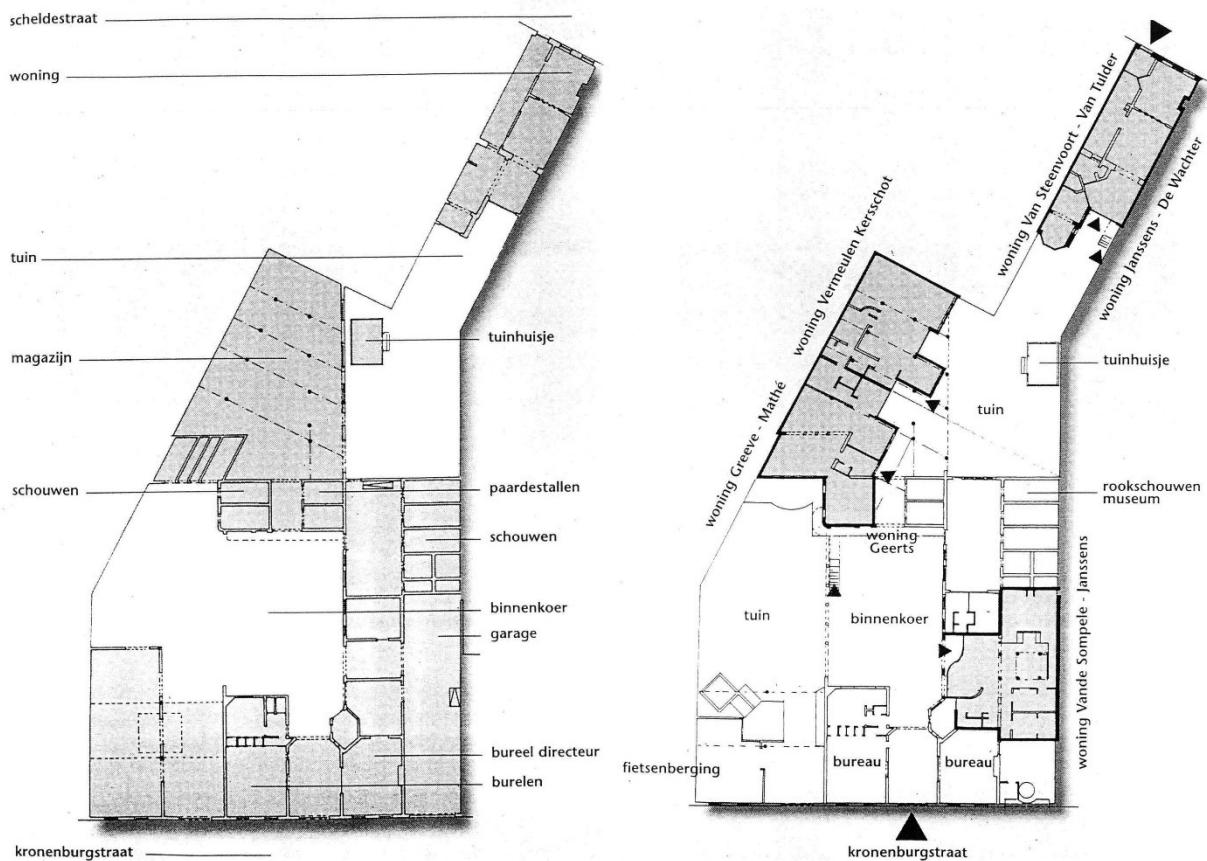 scheldestraat
woning
tuin
tuinhuisje
magazijn
schouwen
paardestallen
schouwen
binnenkoer
garage
bureel directeur
burelen
kronenburgstraat
woning Van Steenvoort - Van Tulder
woning Janssens - De Wachter
woning Vermeulen Kersschot
tuinhuisje
tuin
woning Greeve - Mathé
rookschouwen
museum
woning
Geerts
tuin
binnenkoer
woning Vande Sompele - Janssens
fietsenberging
bureau
bureau
kronenburgstraat